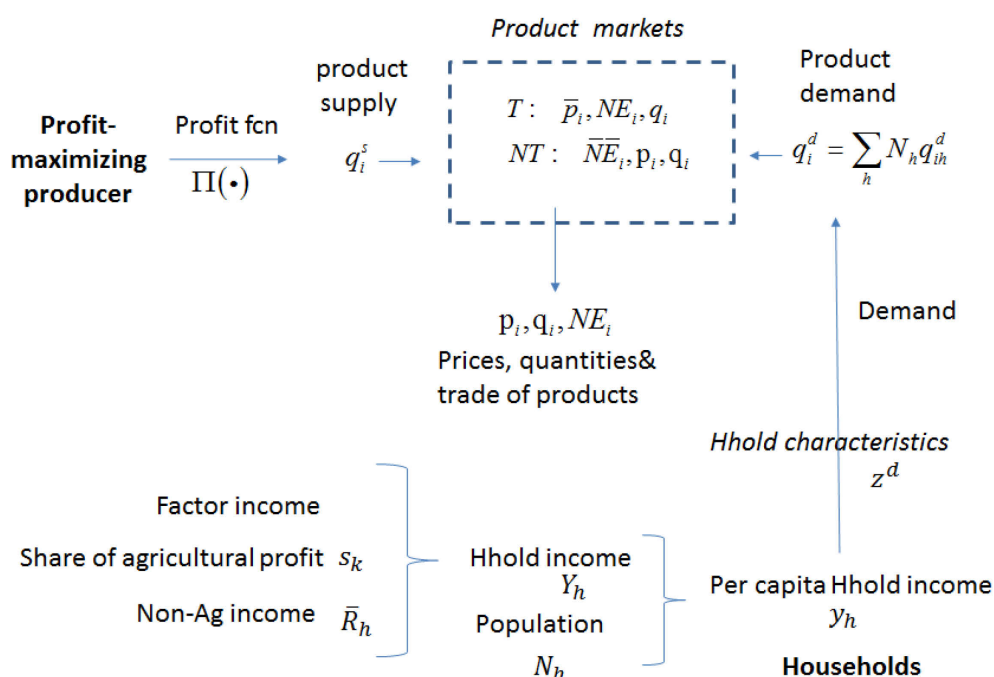 Product markets
product
supply
Product
demand
Profit-
maximizing
producer
Profit fcn
Π(•)
q_i^s
T : p̄_i, NE_i, q_i
NT : N̄Ē_i, p_i, q_i
q_i^d = ∑_h N_h q_ih^d
p_i, q_i, NE_i
Prices, quantities&
trade of products
Demand
Hhold characteristics
z^d
Factor income
Share of agricultural profit s_k
Non-Ag income R̄_h
Hhold income
Y_h
Population
N_h
Per capita Hhold income
y_h
Households